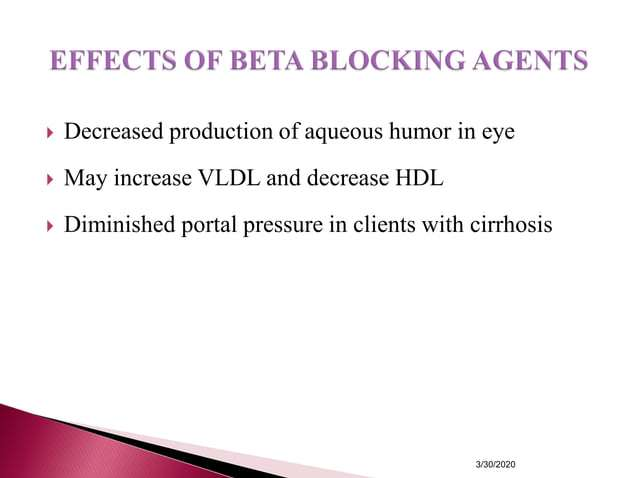 EFFECTS OF BETA BLOCKING AGENTS
Decreased production of aqueous humor in eye
May increase VLDL and decrease HDL
Diminished portal pressure in clients with cirrhosis
3/30/2020